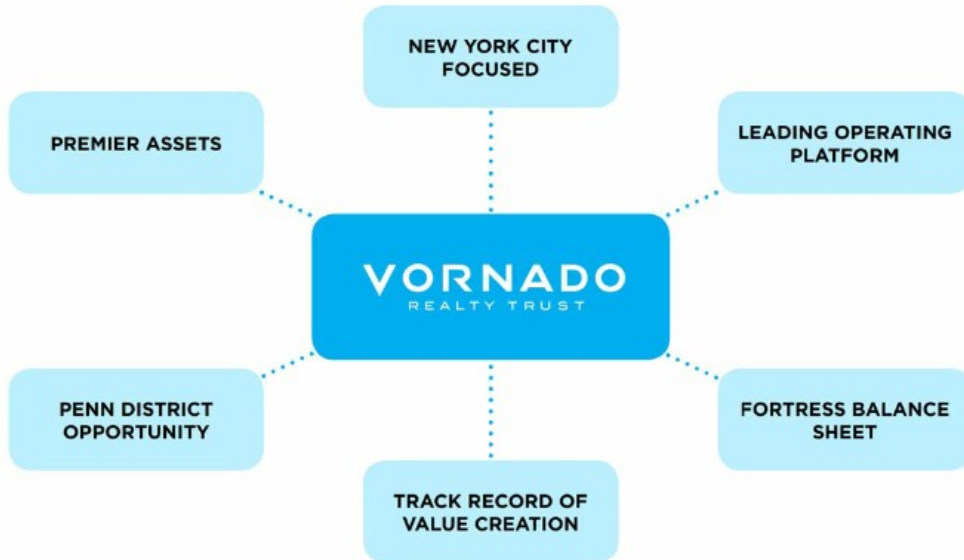 NEW YORK CITY
FOCUSED
PREMIER ASSETS
LEADING OPERATING
PLATFORM
VORNADO
REALTY TRUST
PENN DISTRICT
OPPORTUNITY
FORTRESS BALANCE
SHEET
TRACK RECORD OF
VALUE CREATION